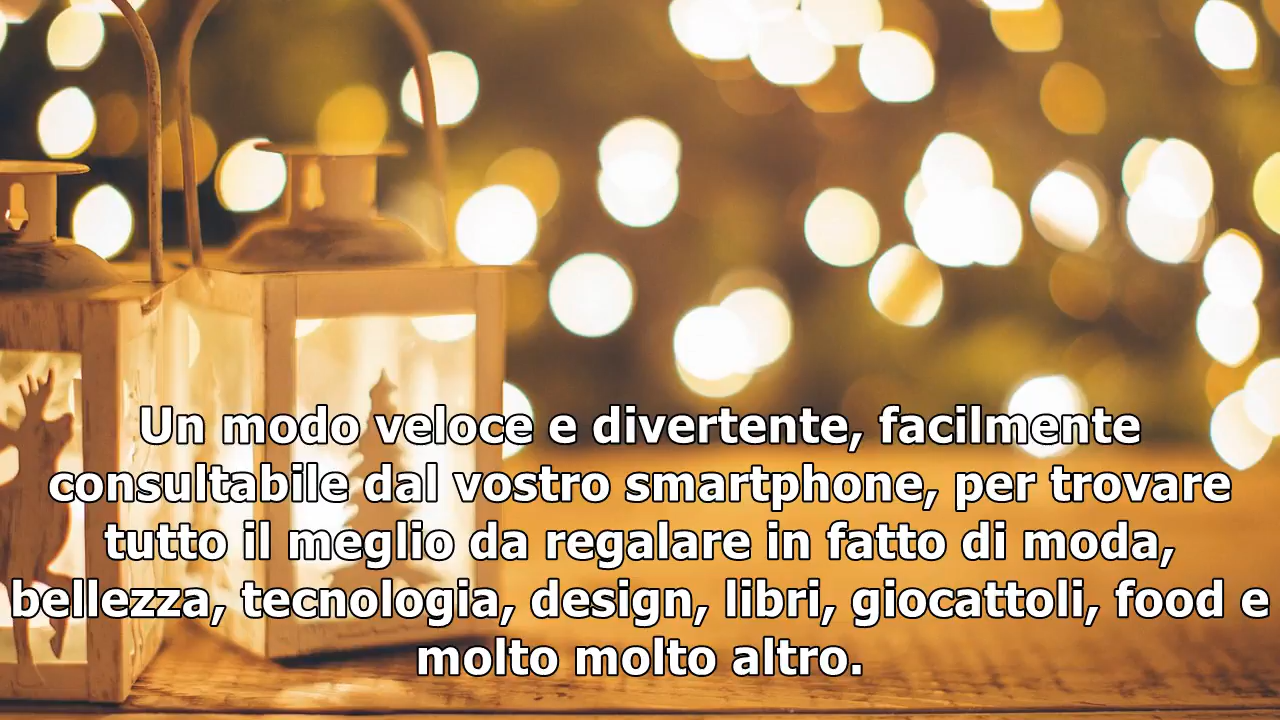 Un modo veloce e divertente, facilmente
consultabile dal vostro smartphone, per trovare
tutto il meglio da regalare in fatto di moda,
bellezza, tecnologia, design, libri, giocattoli, food e
molto molto altro.